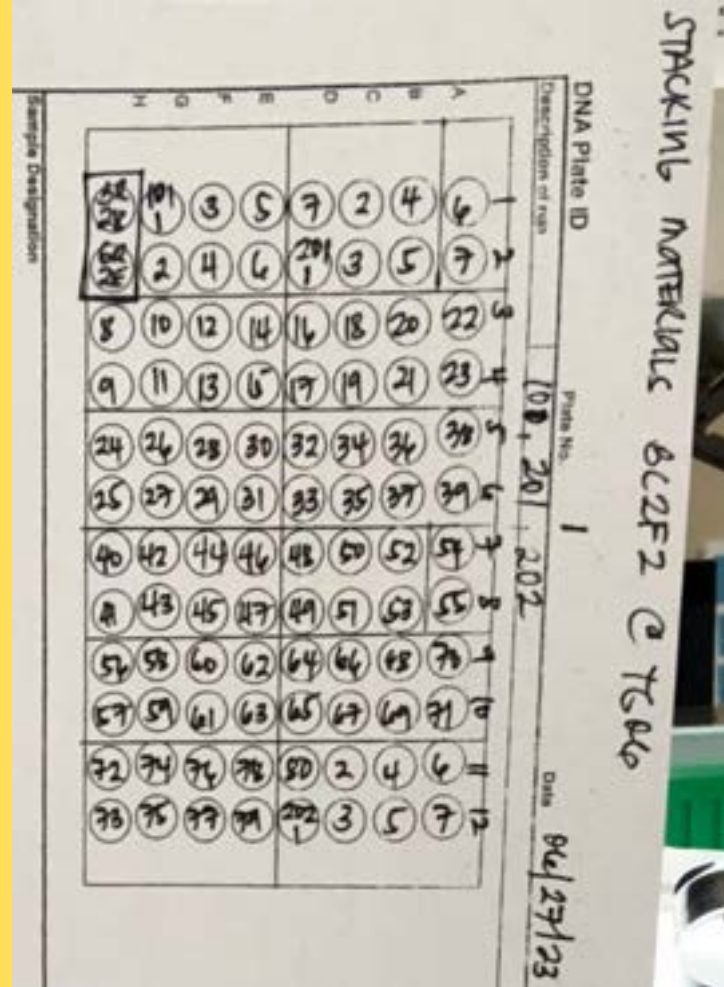 STACKING MATERIALS BC2F2
DNA Plate ID Plate No. 1 Date 06/27/23
Description of run 201, 202
1 2 3 4 5 6 7 8 9 10 11 12
A 6 7 22 23 38 39 54 55 70 71 6 7
B 4 5 20 21 36 37 52 53 68 69 4 5
C 2 3 18 19 34 35 50 51 66 67 2 3
D 7 201 1 16 17 32 33 48 49 64 65 80 202 1
E 5 6 14 15 30 31 46 47 62 63 78 79
F 3 4 12 13 28 29 44 45 60 61 76 77
G 101 1 2 10 11 26 27 42 43 58 59 74 75
H 8 9 24 25 40 41 56 57 72 73
Sample Designation